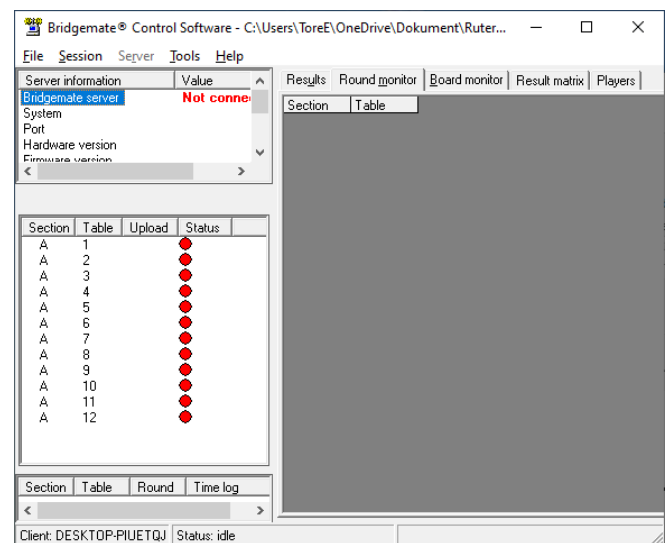 Bridgemate® Control Software - C:\Users\ToreE\OneDrive\Dokument\Ruter...
File Session Server Tools Help
Server information Value
Bridgemate server Not conne
System
Port
Hardware version
Firmware version
Results Round monitor Board monitor Result matrix Players
Section Table
Section Table Upload Status
A 1
A 2
A 3
A 4
A 5
A 6
A 7
A 8
A 9
A 10
A 11
A 12
Section Table Round Time log
Client: DESKTOP-PIUETQJ Status: idle